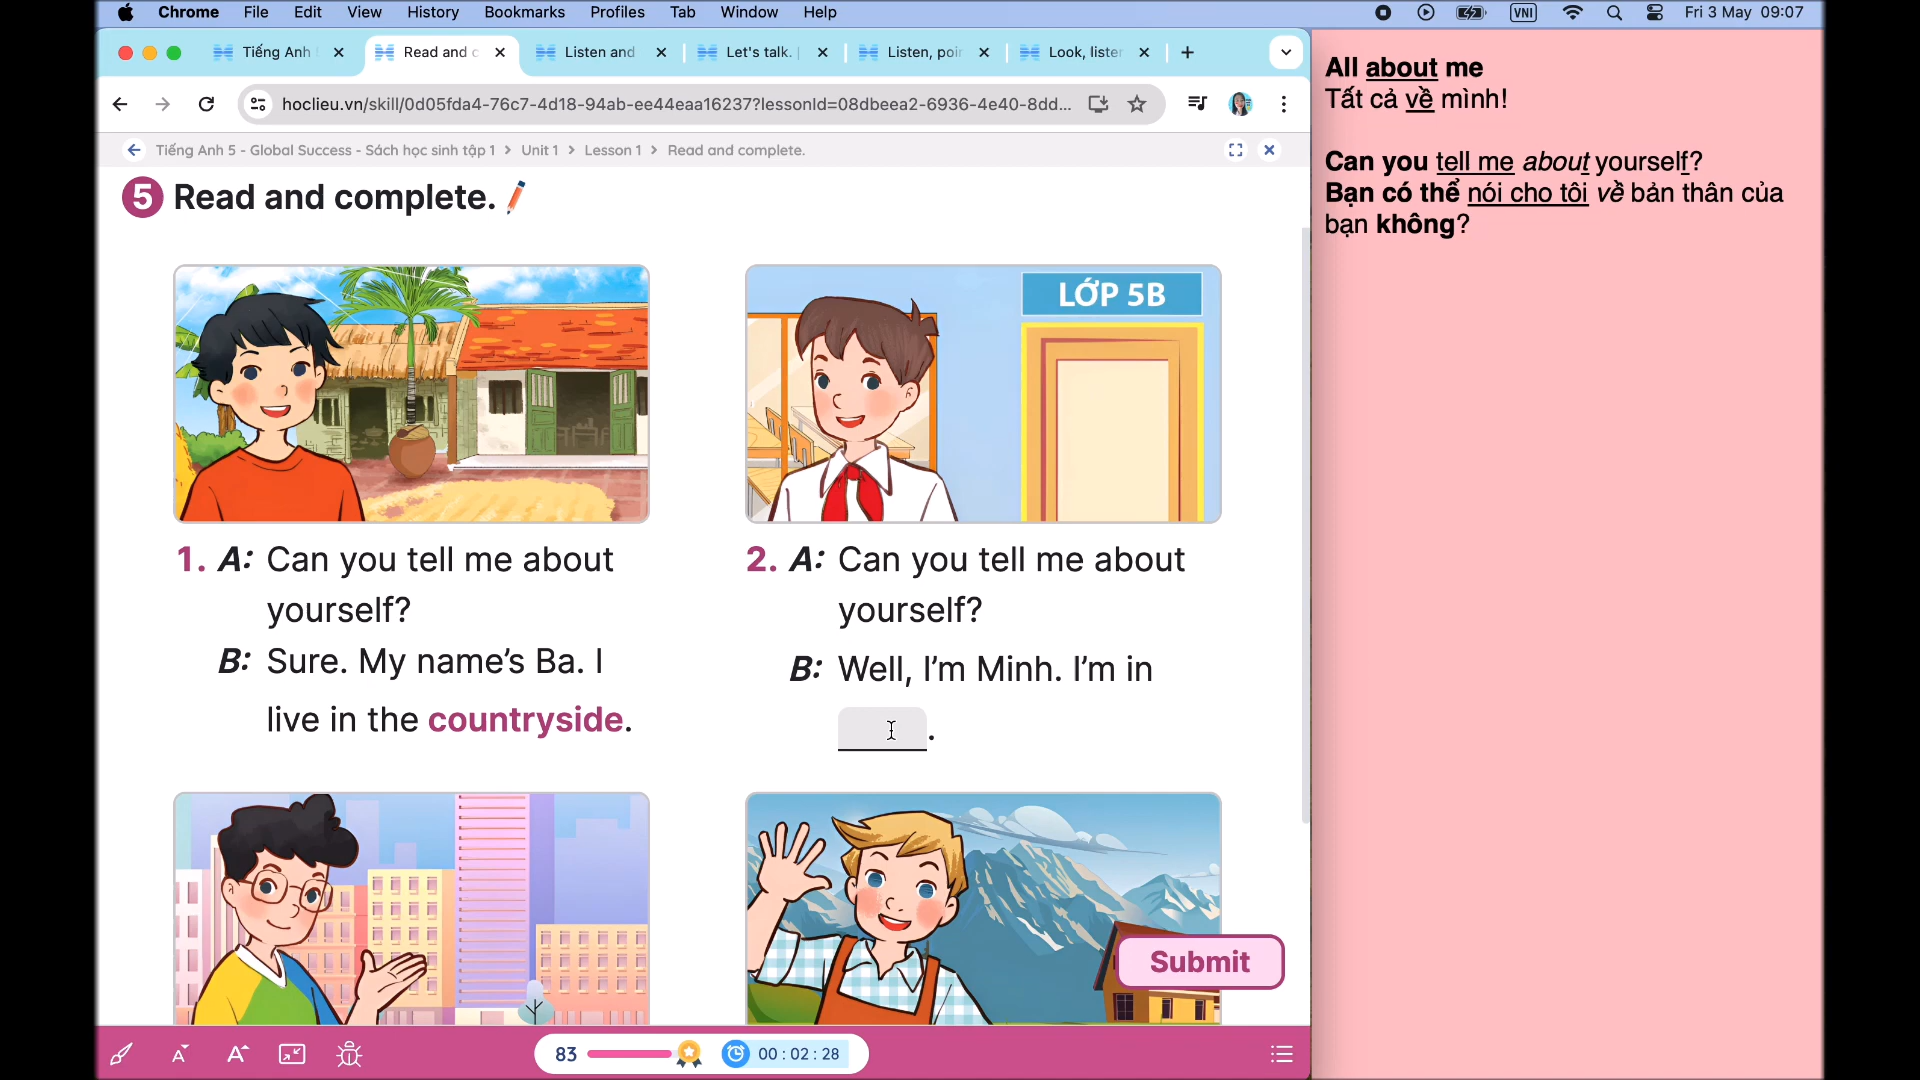 Chrome File Edit View History Bookmarks Profiles Tab Window Help VNI Fri 3 May 09:07
Tiếng Anh Read and c Listen and Let's talk. | Listen, poin Look, listen
hoclieu.vn/skill/0d05fda4-76c7-4d18-94ab-ee44eaa16237?lessonId=08dbeea2-6936-4e40-8dd...
Tiếng Anh 5 - Global Success - Sách học sinh tập 1 > Unit 1 > Lesson 1 > Read and complete.
5 Read and complete.
LỚP 5B
1. A: Can you tell me about
yourself?
B: Sure. My name's Ba. I
live in the countryside.
2. A: Can you tell me about
yourself?
B: Well, I'm Minh. I'm in
.
Submit
83 00 : 02 : 28
All about me
Tất cả về mình!
Can you tell me about yourself?
Bạn có thể nói cho tôi về bản thân của
bạn không?